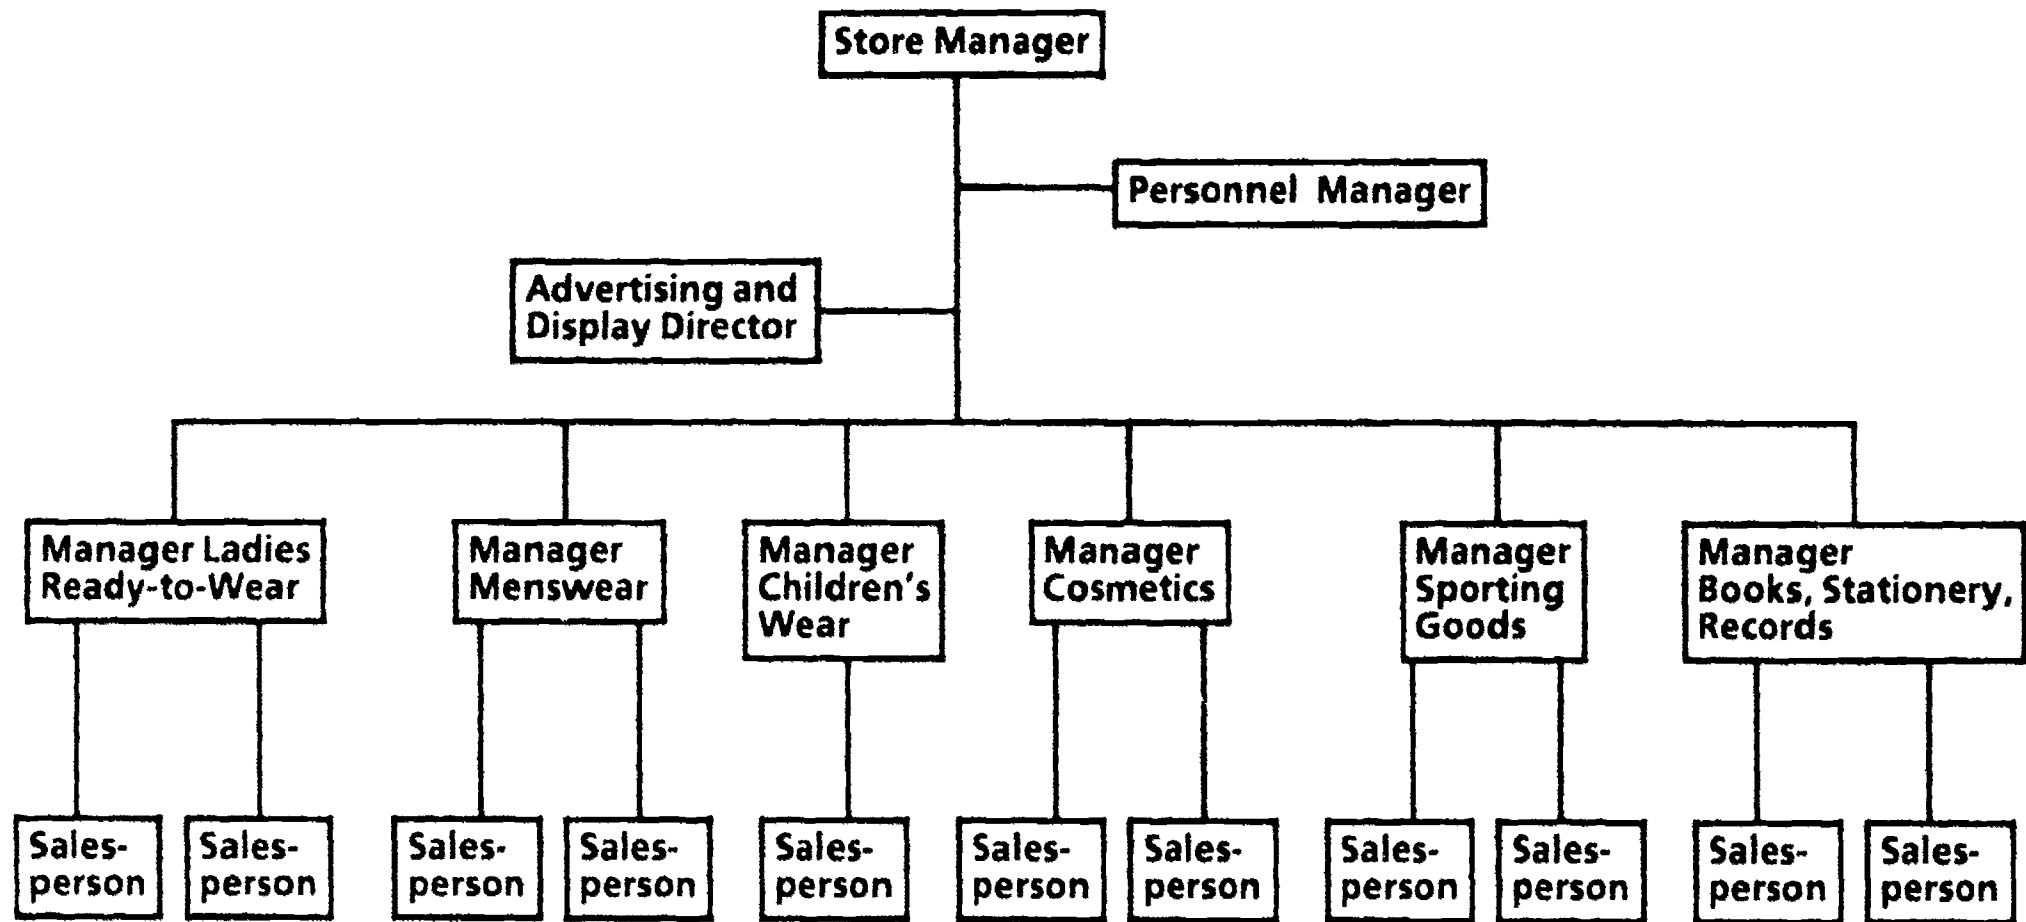 Store Manager
Personnel Manager
Advertising and
Display Director
Manager Ladies
Ready-to-Wear
Manager
Menswear
Manager
Children's
Wear
Manager
Cosmetics
Manager
Sporting
Goods
Manager
Books, Stationery,
Records
Sales-
person
Sales-
person
Sales-
person
Sales-
person
Sales-
person
Sales-
person
Sales-
person
Sales-
person
Sales-
person
Sales-
person
Sales-
person